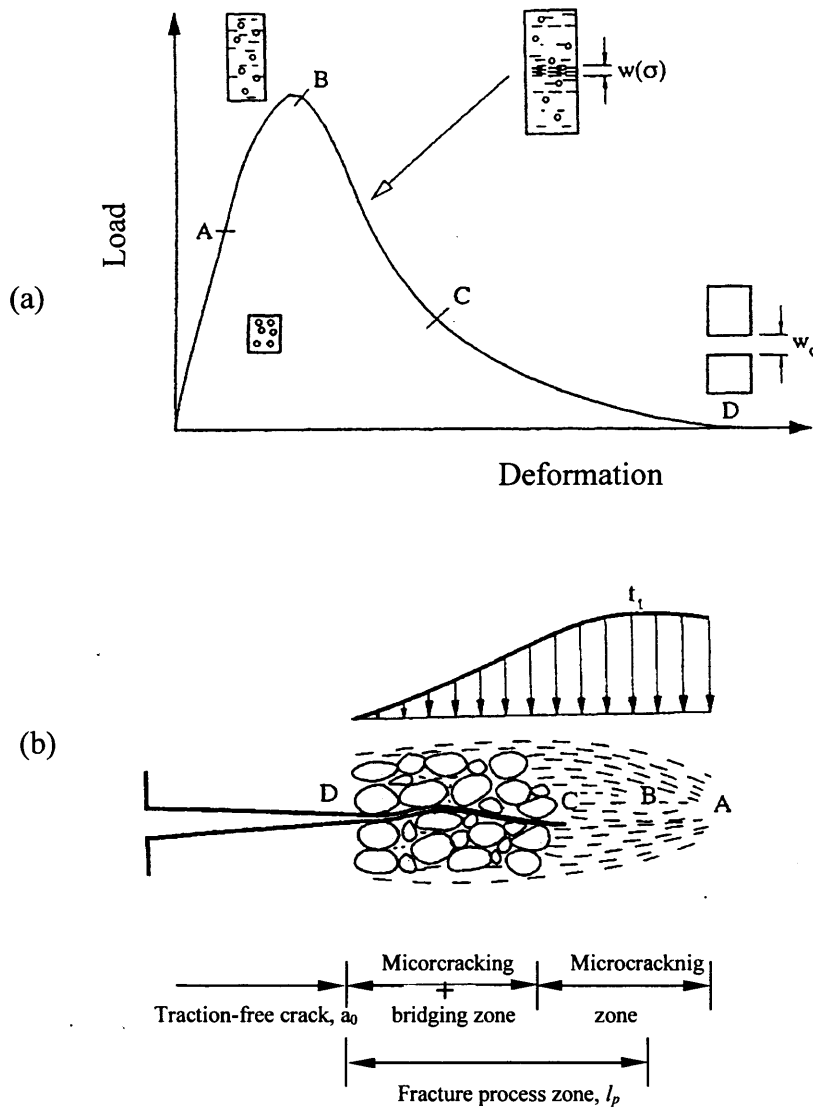 (a)
Load
A
B
w(σ)
C
w
D
Deformation
(b)
D
t
C
B
A
Micorcracking
+
bridging zone
Microcracknig
zone
Traction-free crack, a₀
Fracture process zone, lₚ